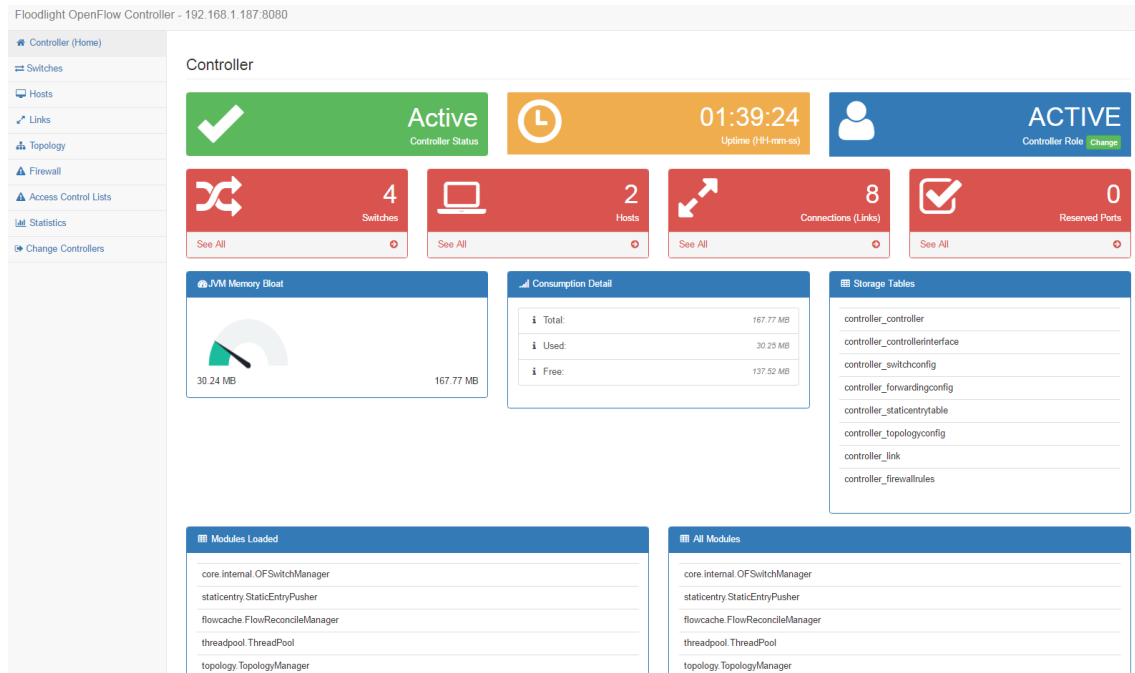 Floodlight OpenFlow Controller - 192.168.1.187:8080
Controller (Home)
Switches
Hosts
Links
Topology
Firewall
Access Control Lists
Statistics
Change Controllers
Controller
Active
Controller Status
01:39:24
Uptime (HH-mm-ss)
ACTIVE
Controller Role Change
4
Switches
See All
2
Hosts
See All
8
Connections (Links)
See All
0
Reserved Ports
See All
JVM Memory Bloat
30.24 MB 167.77 MB
Consumption Detail
Total: 167.77 MB
Used: 30.25 MB
Free: 137.52 MB
Storage Tables
controller_controller
controller_controllerinterface
controller_switchconfig
controller_forwardingconfig
controller_staticentrytable
controller_topologyconfig
controller_link
controller_firewallrules
Modules Loaded
core.internal.OFSwitchManager
staticentry.StaticEntryPusher
flowcache.FlowReconcileManager
threadpool.ThreadPool
topology.TopologyManager
All Modules
core.internal.OFSwitchManager
staticentry.StaticEntryPusher
flowcache.FlowReconcileManager
threadpool.ThreadPool
topology.TopologyManager